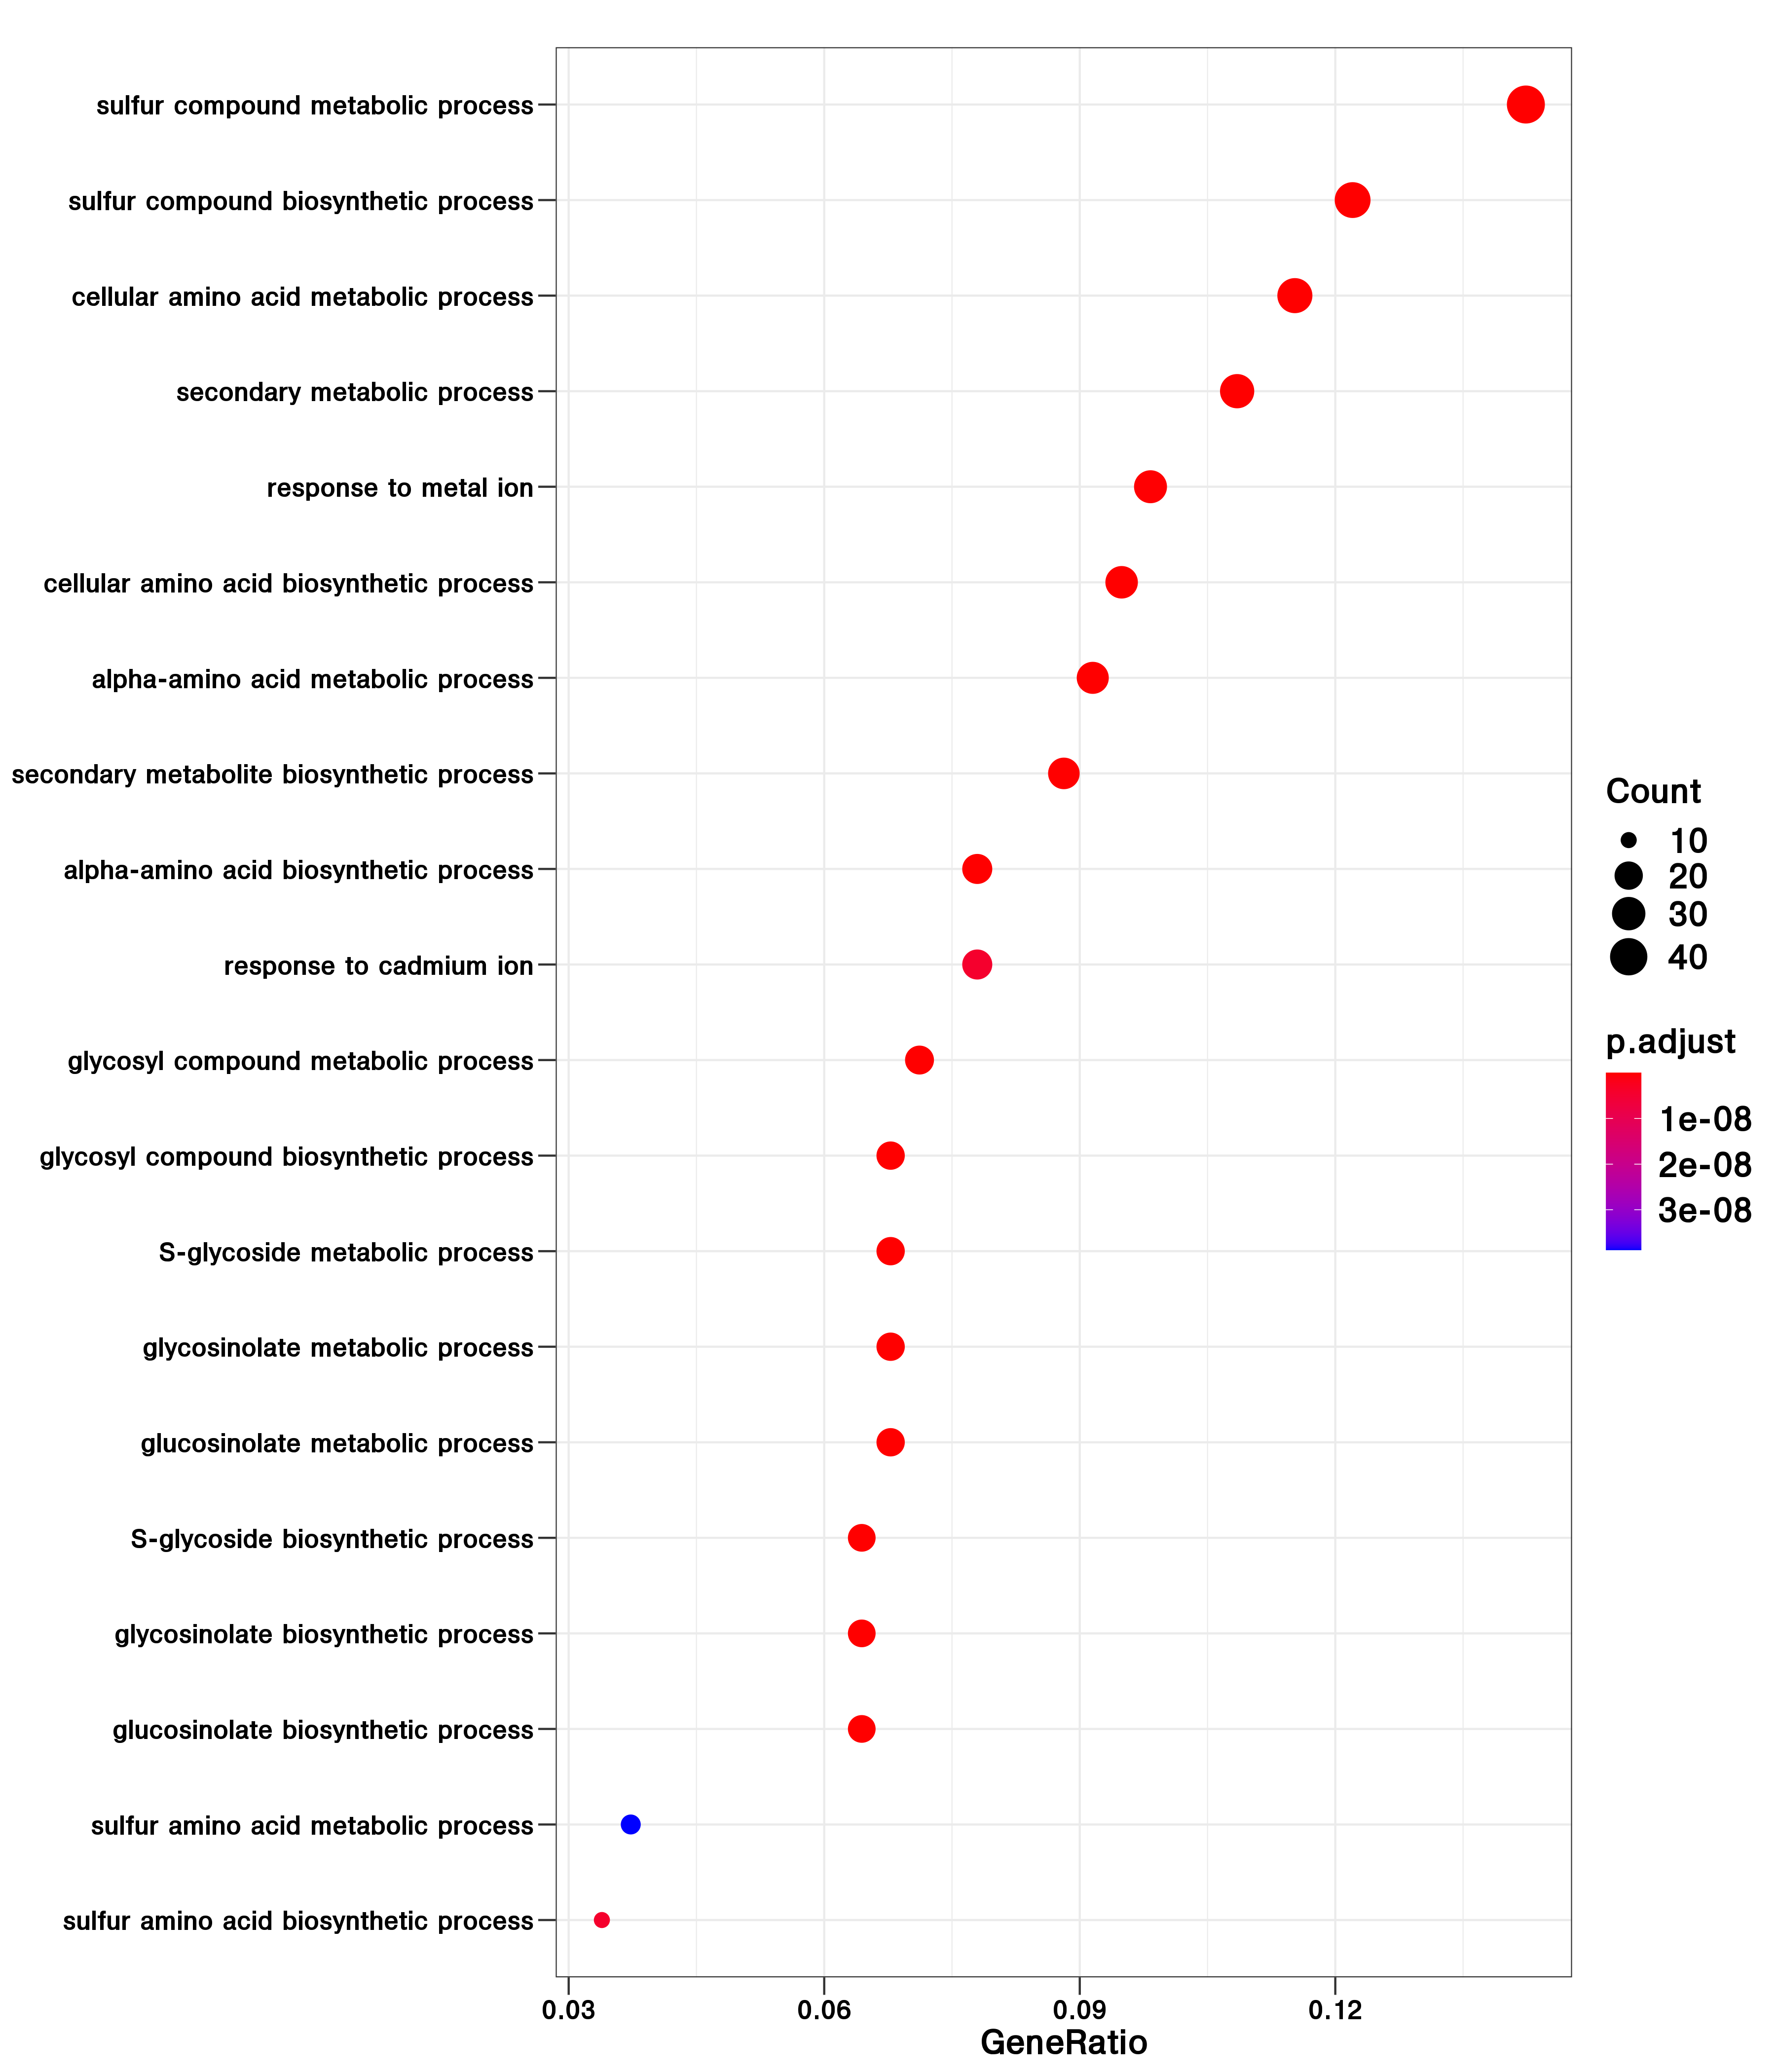 sulfur compound metabolic process
sulfur compound biosynthetic process
cellular amino acid metabolic process
secondary metabolic process
response to metal ion
cellular amino acid biosynthetic process
alpha-amino acid metabolic process
secondary metabolite biosynthetic process
alpha-amino acid biosynthetic process
response to cadmium ion
glycosyl compound metabolic process
glycosyl compound biosynthetic process
S-glycoside metabolic process
glycosinolate metabolic process
glucosinolate metabolic process
S-glycoside biosynthetic process
glycosinolate biosynthetic process
glucosinolate biosynthetic process
sulfur amino acid metabolic process
sulfur amino acid biosynthetic process
0.03 0.06 0.09 0.12
GeneRatio
Count
10
20
30
40
p.adjust
1e-08
2e-08
3e-08